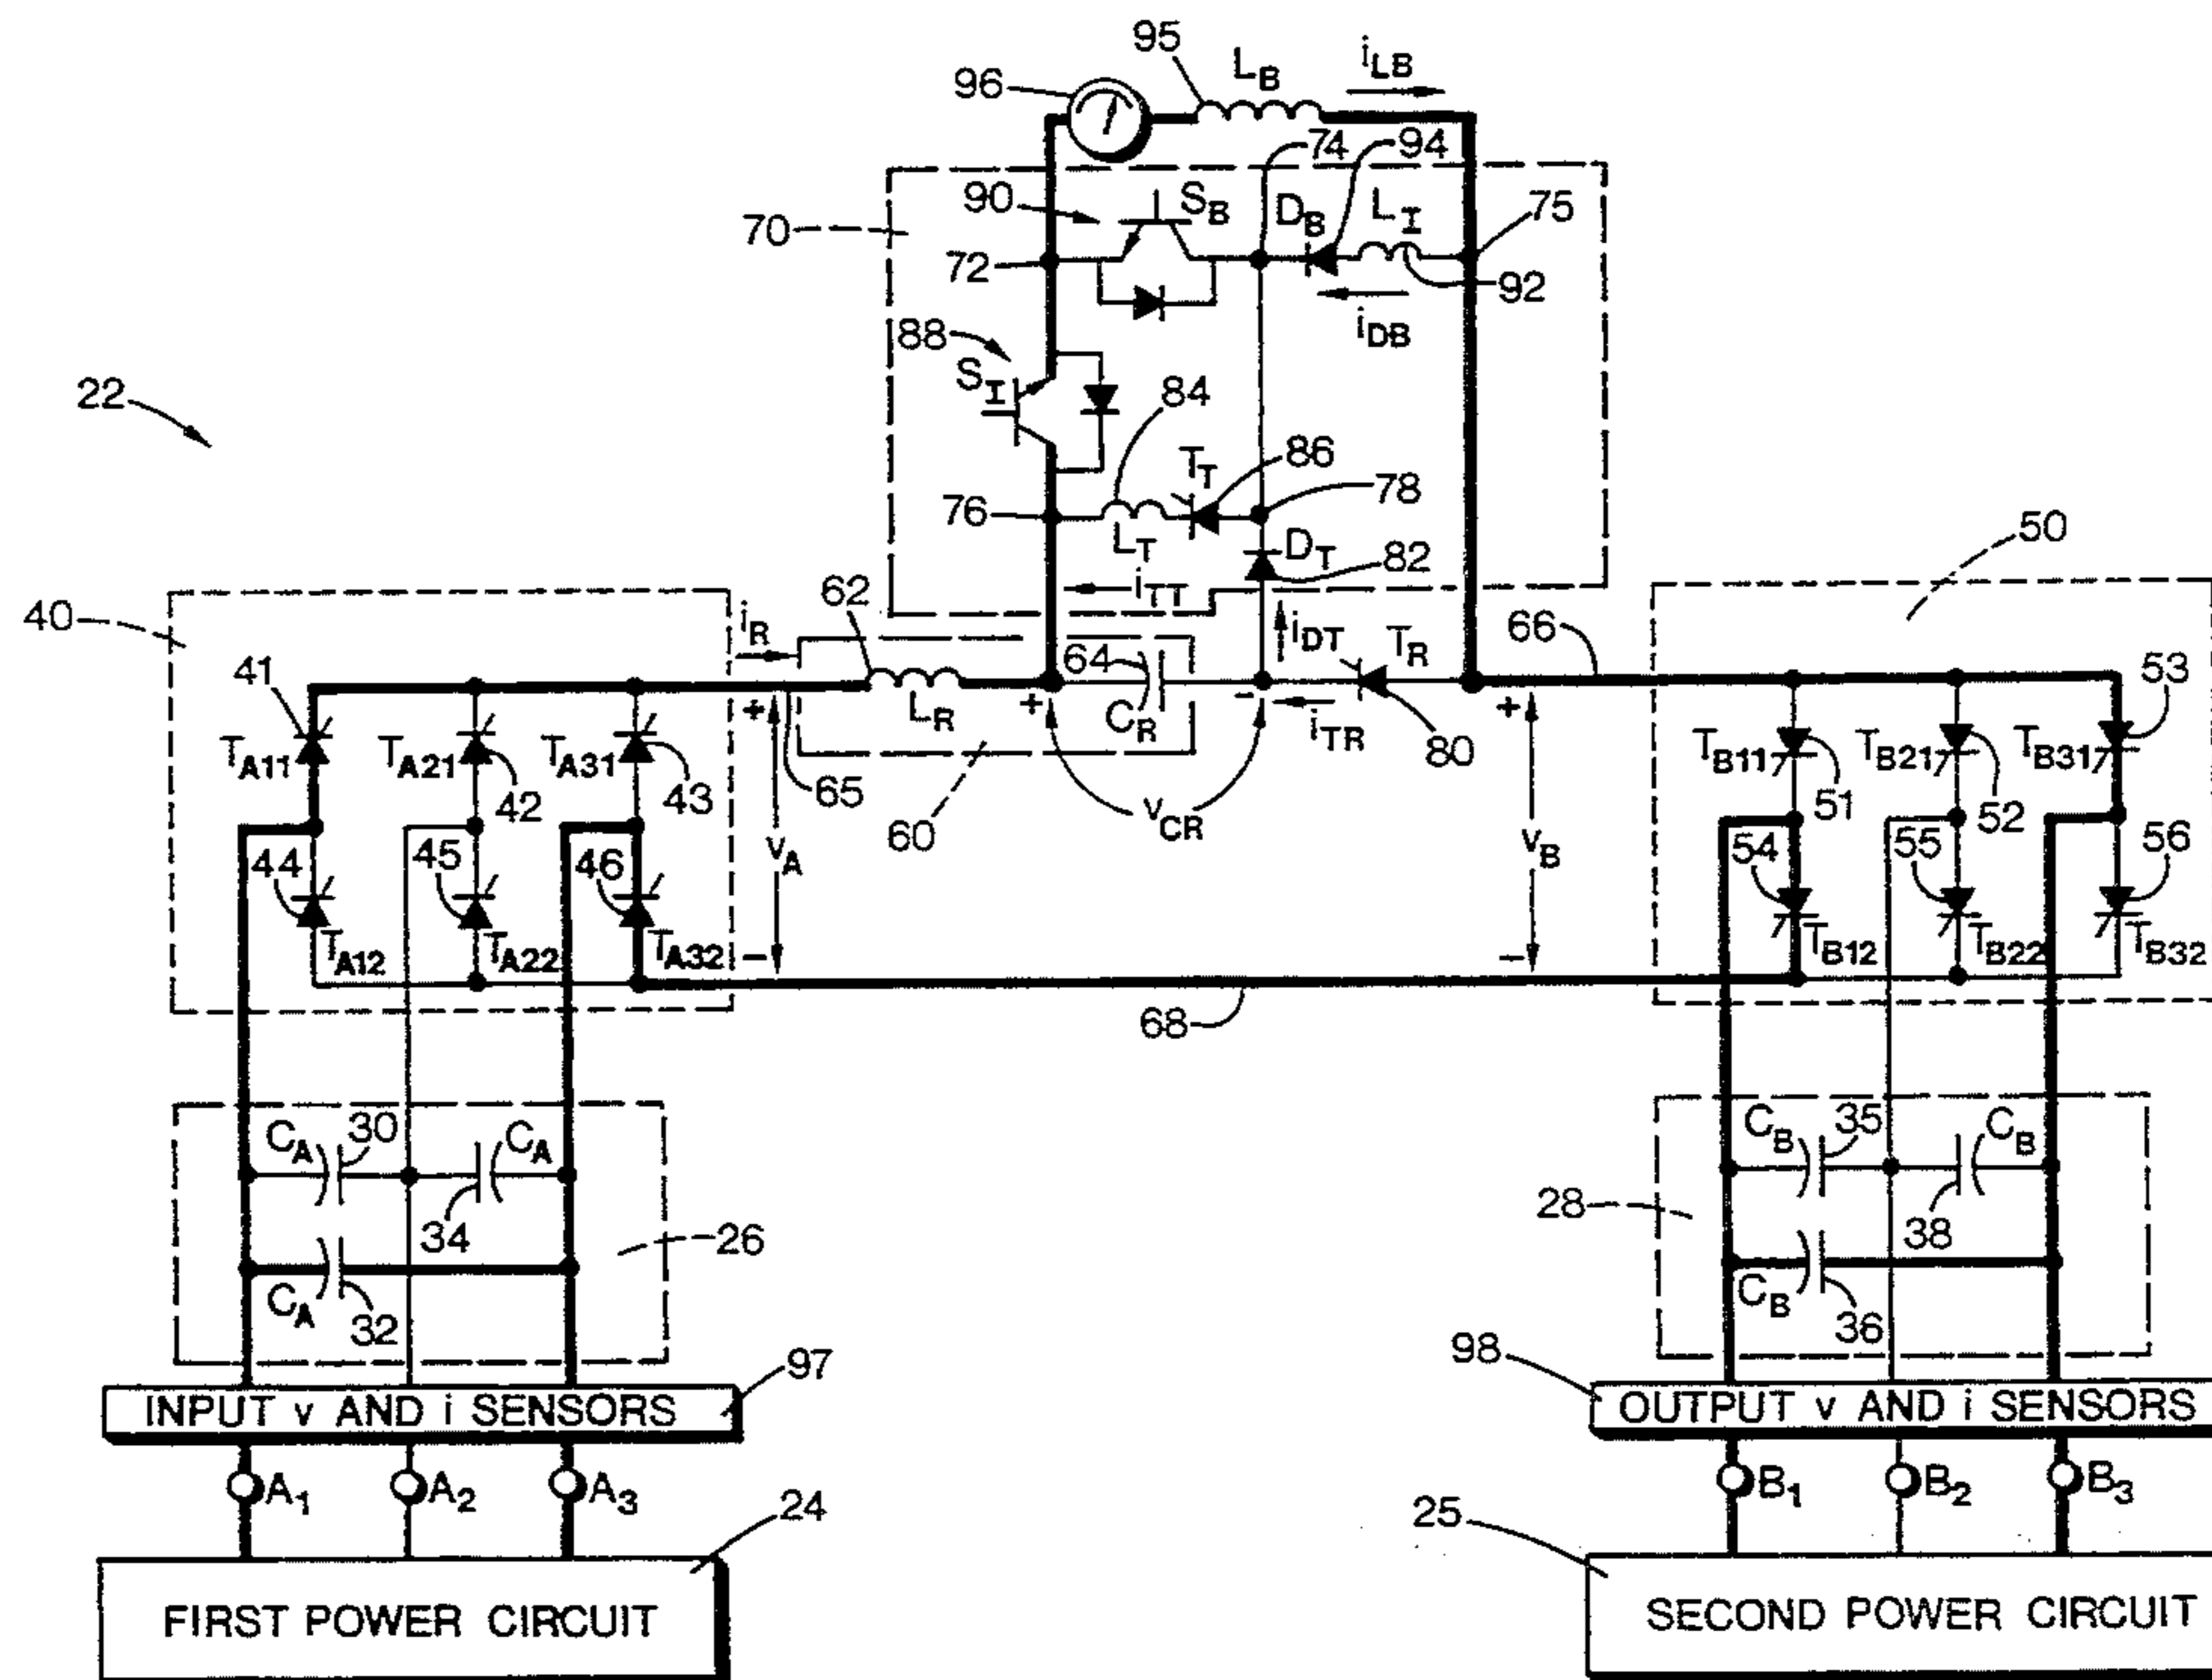 95
L_B
i_LB
96
74
94
90
S_B
D_B
L_I
75
70
72
92
i_DB
88
S_I
84
22
T_T
86
76
78
50
L_T
D_T
82
i_TT
62
40
i_R
64
i_DT
T_R
66
53
41
+
L_R
+
C_R
-
i_TR
80
+
T_A11
T_A21
T_A31
T_B11
T_B21
T_B31
42
43
65
60
v_CR
51
52
44
45
46
v_A
v_B
54
55
56
T_A12
T_A22
T_A32
-
-
T_B12
T_B22
T_B32
68
C_A
30
C_A
C_B
35
C_B
34
26
28
38
C_A
32
C_B
36
97
98
INPUT v AND i SENSORS
OUTPUT v AND i SENSORS
A_1
A_2
A_3
B_1
B_2
B_3
24
25
FIRST POWER CIRCUIT
SECOND POWER CIRCUIT